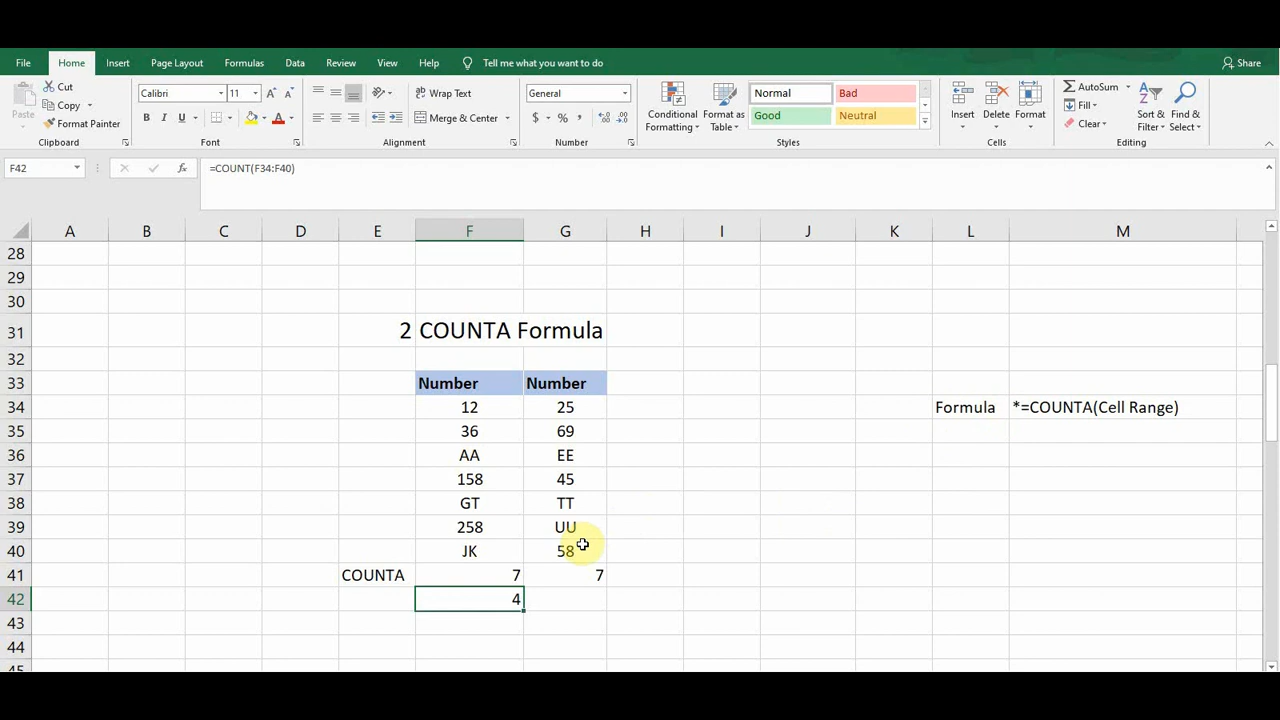 File Home Insert Page Layout Formulas Data Review View Help Tell me what you want to do Share
Paste Cut Copy Format Painter Clipboard
Calibri 11 A A B I U A Font
Wrap Text Merge & Center Alignment
General $ % , Number
Conditional Formatting Format as Table Normal Bad Good Neutral Styles
Insert Delete Format Cells
AutoSum Fill Clear Sort & Filter Find & Select Editing
F42 fx =COUNT(F34:F40)
A B C D E F G H I J K L M
28
29
30
31 2 COUNTA Formula
32
33 Number Number
34 12 25 Formula *=COUNTA(Cell Range)
35 36 69
36 AA EE
37 158 45
38 GT TT
39 258 UU
40 JK 58
41 COUNTA 7 7
42 4
43
44
45